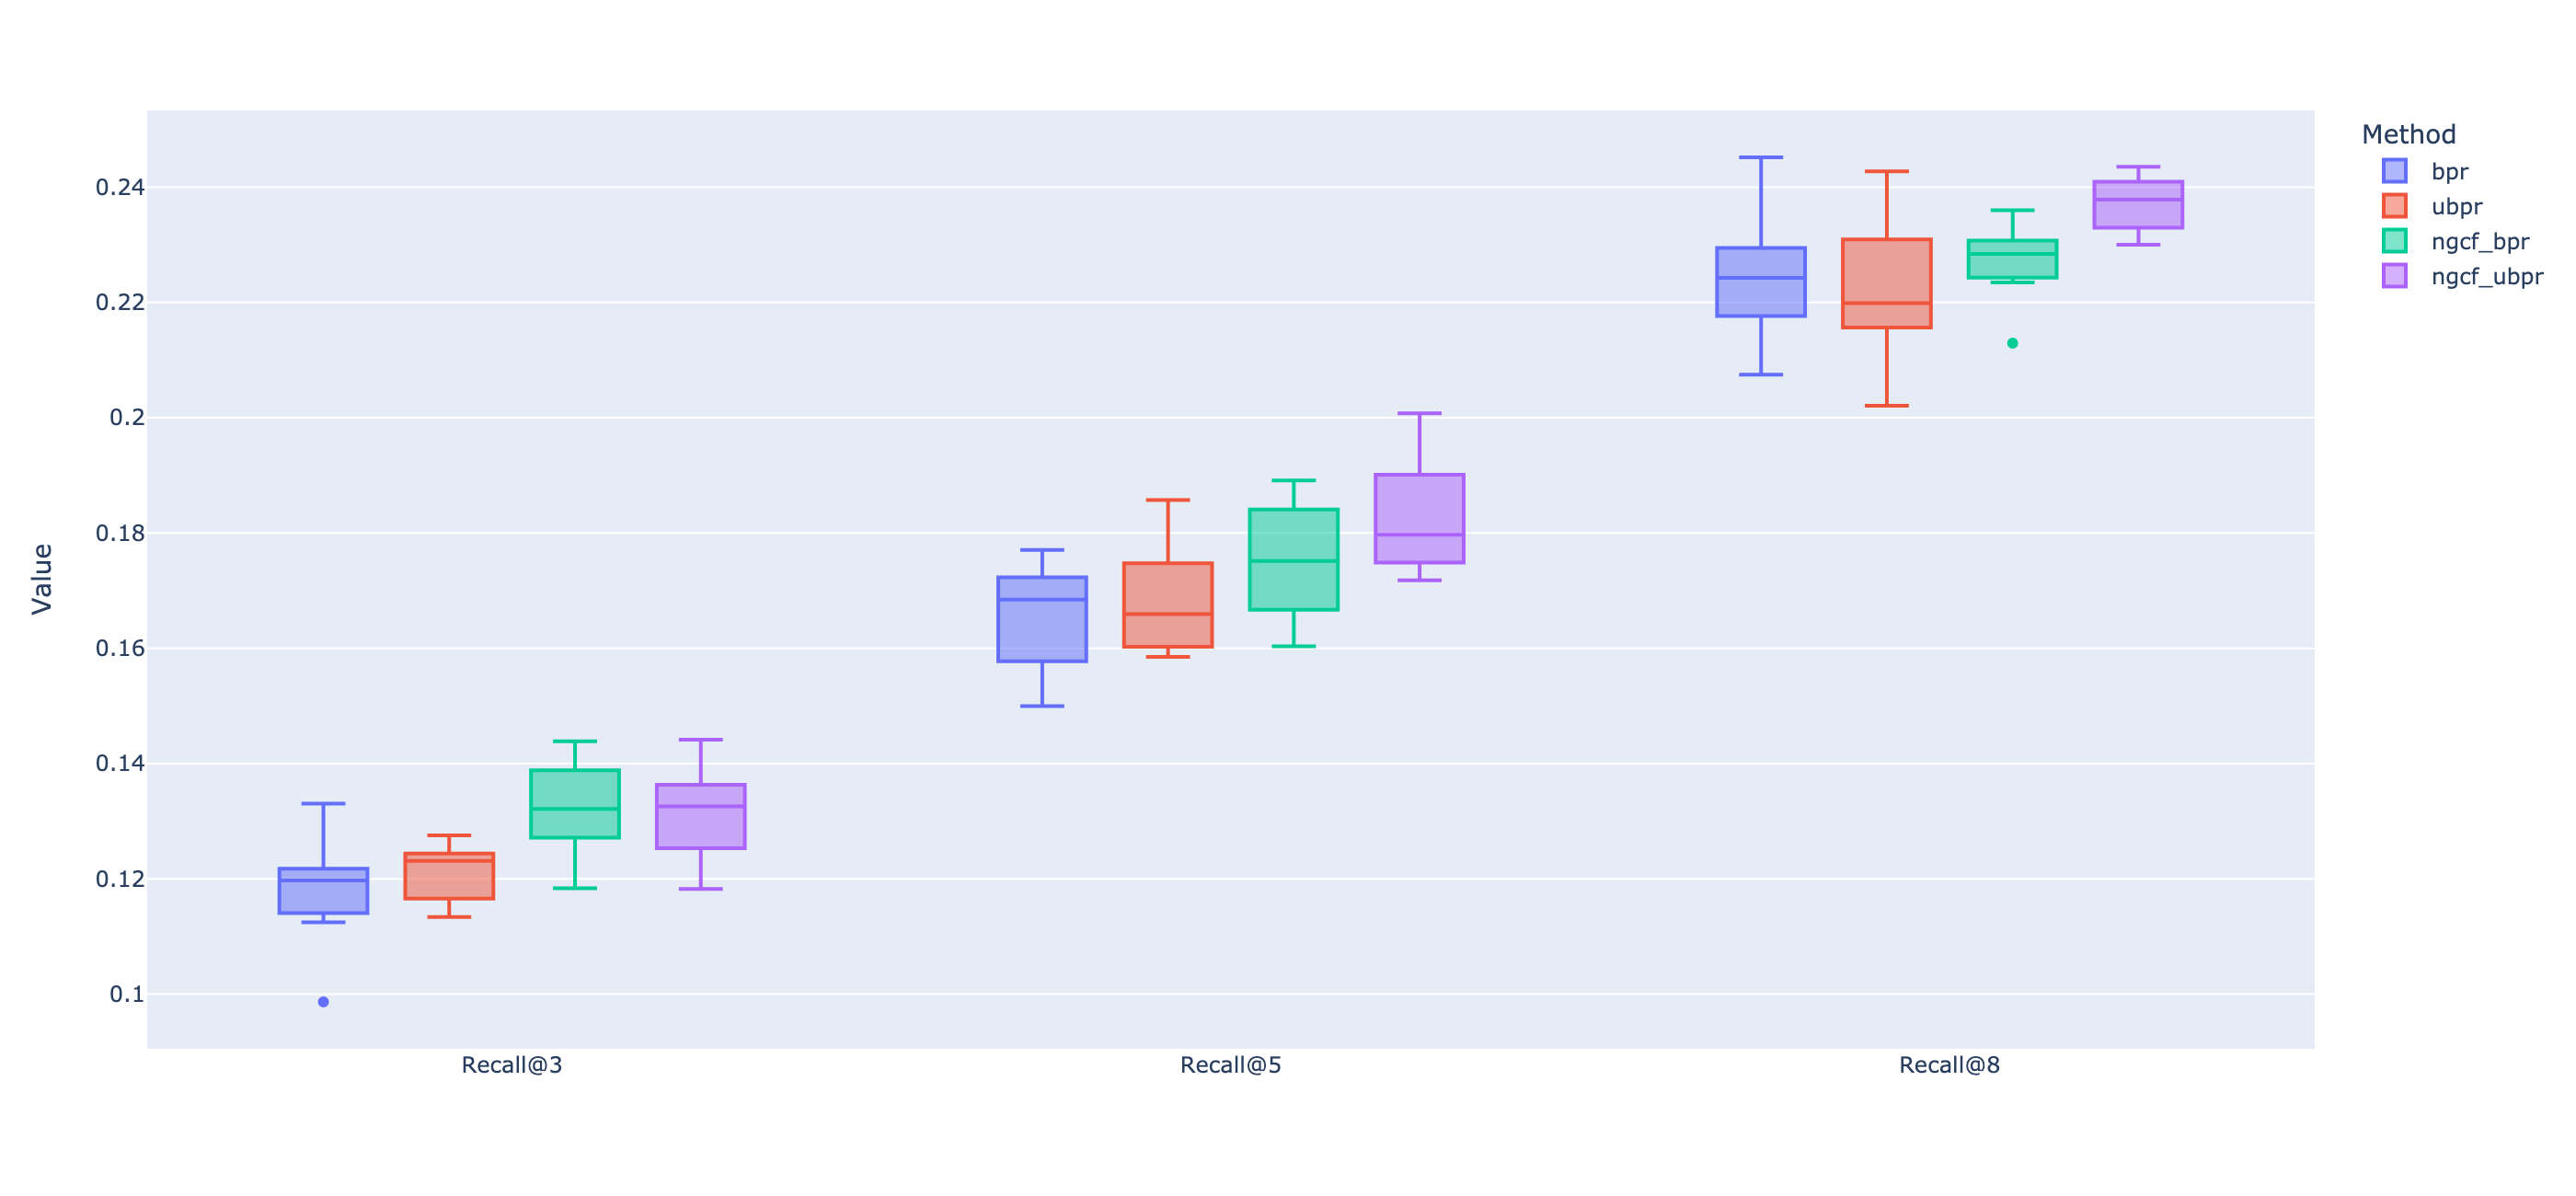 Value
0.24
0.22
0.2
0.18
0.16
0.14
0.12
0.1
Recall@3
Recall@5
Recall@8
Method
bpr
ubpr
ngcf_bpr
ngcf_ubpr